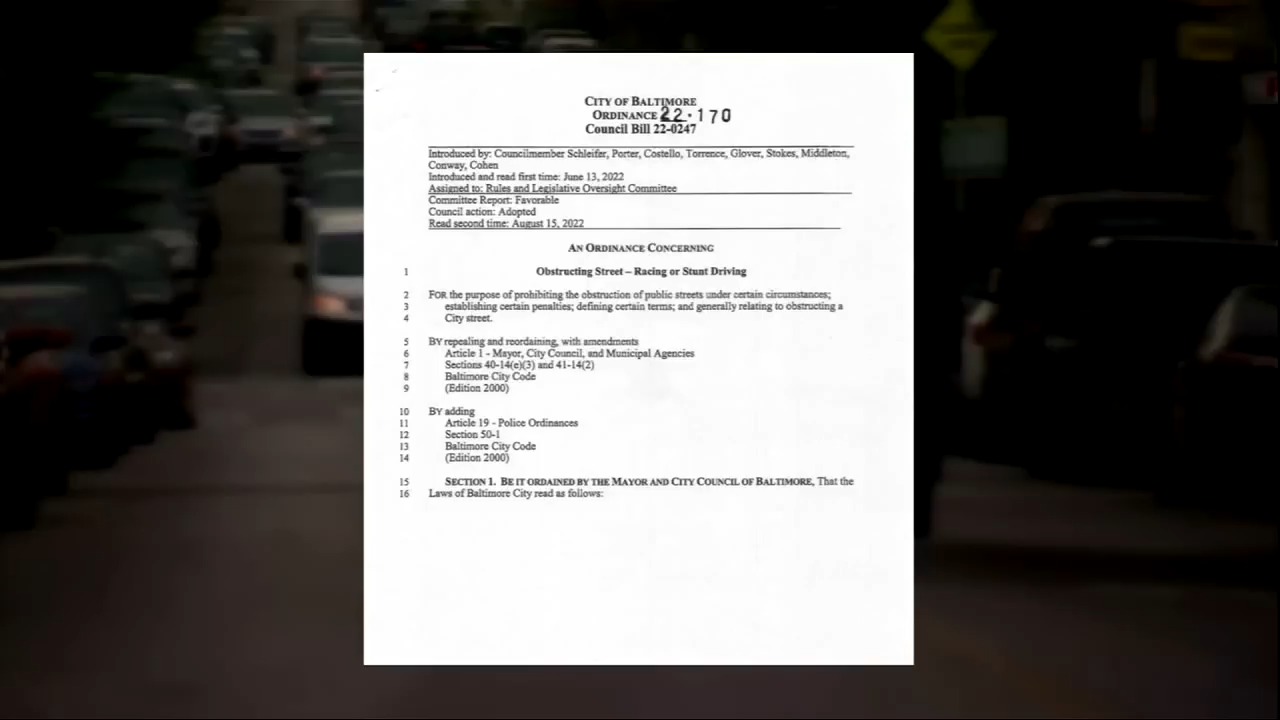 CITY OF BALTIMORE
ORDINANCE 22-170
Council Bill 22-0247
Introduced by: Councilmember Schleifer, Porter, Costello, Torrence, Glover, Stokes, Middleton,
Conway, Cohen
Introduced and read first time: June 13, 2022
Assigned to: Rules and Legislative Oversight Committee
Committee Report: Favorable
Council action: Adopted
Read second time: August 15, 2022
AN ORDINANCE CONCERNING
1 Obstructing Street – Racing or Stunt Driving
2 FOR the purpose of prohibiting the obstruction of public streets under certain circumstances;
3 establishing certain penalties; defining certain terms; and generally relating to obstructing a
4 City street.
5 BY repealing and reordaining, with amendments
6 Article 1 - Mayor, City Council, and Municipal Agencies
7 Sections 40-14(e)(3) and 41-14(2)
8 Baltimore City Code
9 (Edition 2000)
10 BY adding
11 Article 19 - Police Ordinances
12 Section 50-1
13 Baltimore City Code
14 (Edition 2000)
15 SECTION 1. BE IT ORDAINED BY THE MAYOR AND CITY COUNCIL OF BALTIMORE, That the
16 Laws of Baltimore City read as follows: